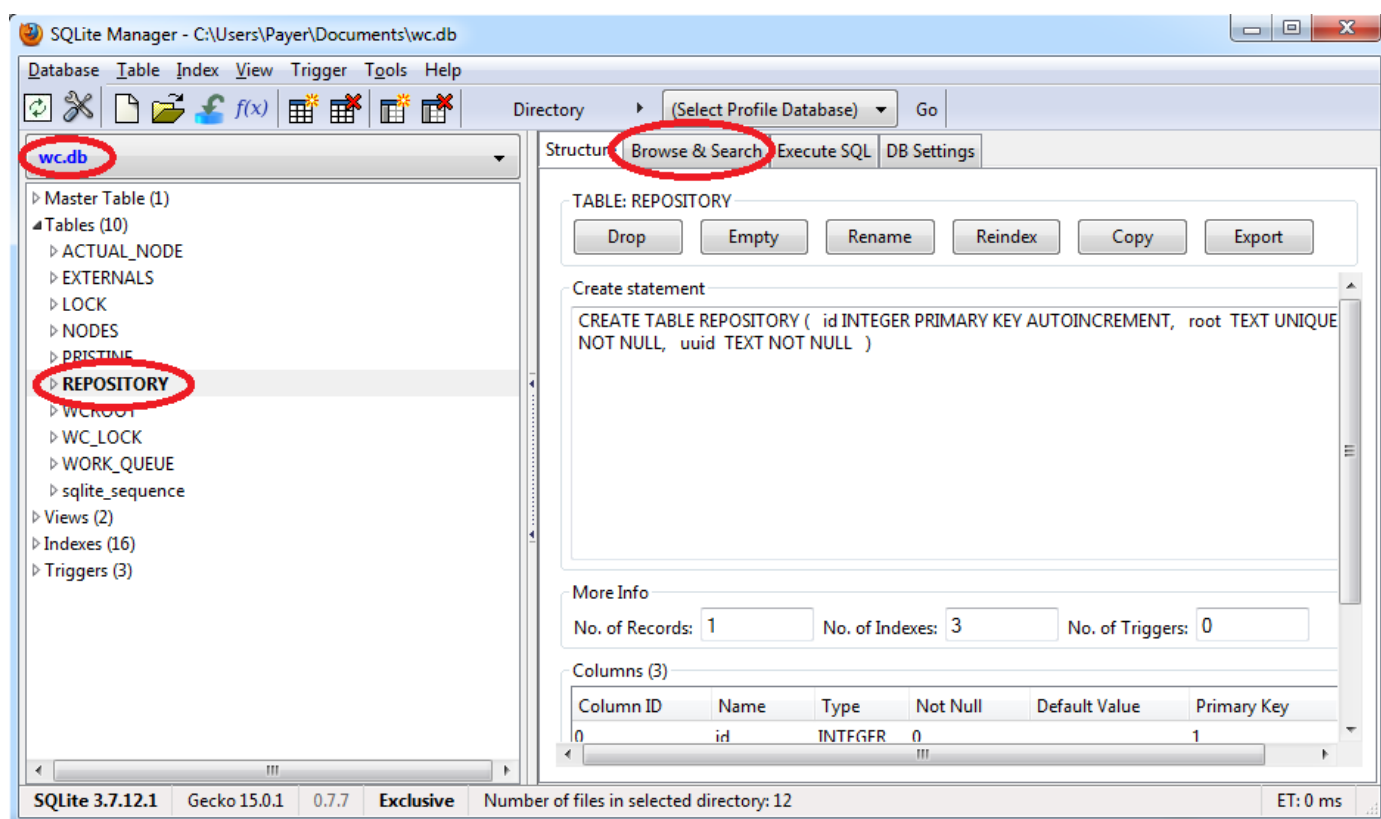 SQLite Manager - C:\Users\Payer\Documents\wc.db
Database Table Index View Trigger Tools Help
f(x) Directory (Select Profile Database) Go
wc.db
Master Table (1)
Tables (10)
ACTUAL_NODE
EXTERNALS
LOCK
NODES
PRISTINE
REPOSITORY
WCROOT
WC_LOCK
WORK_QUEUE
sqlite_sequence
Views (2)
Indexes (16)
Triggers (3)
Structure Browse & Search Execute SQL DB Settings
TABLE: REPOSITORY
Drop Empty Rename Reindex Copy Export
Create statement
CREATE TABLE REPOSITORY ( id INTEGER PRIMARY KEY AUTOINCREMENT, root TEXT UNIQUE
NOT NULL, uuid TEXT NOT NULL )
More Info
No. of Records: 1 No. of Indexes: 3 No. of Triggers: 0
Columns (3)
Column ID Name Type Not Null Default Value Primary Key
0 id INTEGER 0 1
SQLite 3.7.12.1 Gecko 15.0.1 0.7.7 Exclusive Number of files in selected directory: 12 ET: 0 ms